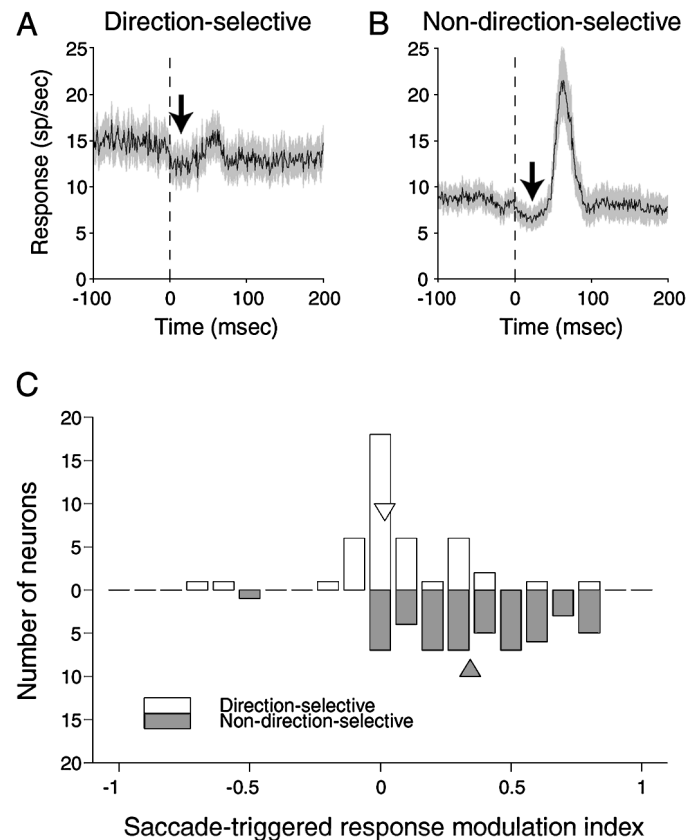 A Direction-selective
B Non-direction-selective
Response (sp/sec)
25
20
15
10
5
0
-100 0 100 200
Time (msec)
25
20
15
10
5
0
-100 0 100 200
Time (msec)
C
Number of neurons
20
15
10
5
0
5
10
15
20
Direction-selective
Non-direction-selective
-1 -0.5 0 0.5 1
Saccade-triggered response modulation index